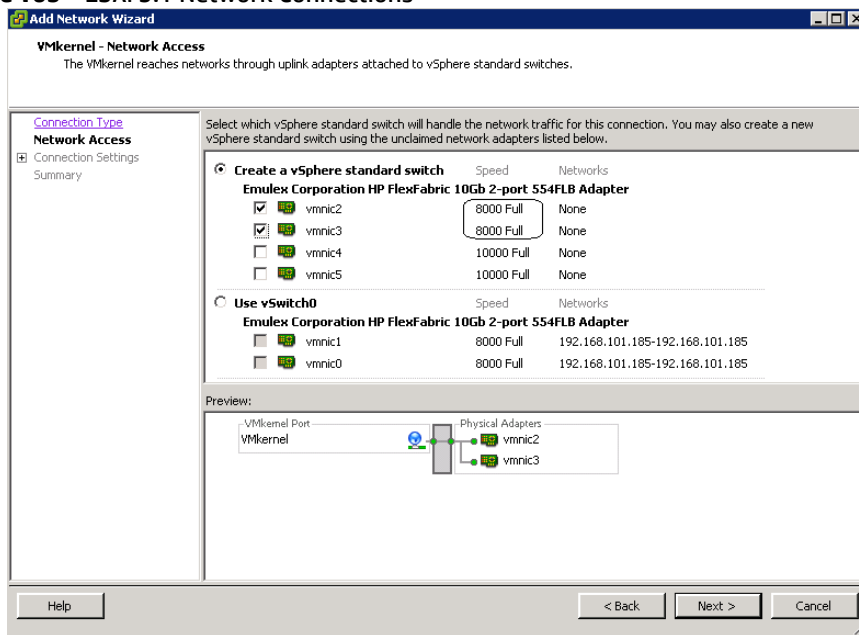 Add Network Wizard
VMkernel - Network Access
The VMkernel reaches networks through uplink adapters attached to vSphere standard switches.
Connection Type
Network Access
Connection Settings
Summary
Select which vSphere standard switch will handle the network traffic for this connection. You may also create a new
vSphere standard switch using the unclaimed network adapters listed below.
Create a vSphere standard switch Speed Networks
Emulex Corporation HP FlexFabric 10Gb 2-port 554FLB Adapter
vmnic2 8000 Full None
vmnic3 8000 Full None
vmnic4 10000 Full None
vmnic5 10000 Full None
Use vSwitch0 Speed Networks
Emulex Corporation HP FlexFabric 10Gb 2-port 554FLB Adapter
vmnic1 8000 Full 192.168.101.185-192.168.101.185
vmnic0 8000 Full 192.168.101.185-192.168.101.185
Preview:
VMkernel Port
VMkernel
Physical Adapters
vmnic2
vmnic3
Help
< Back
Next >
Cancel